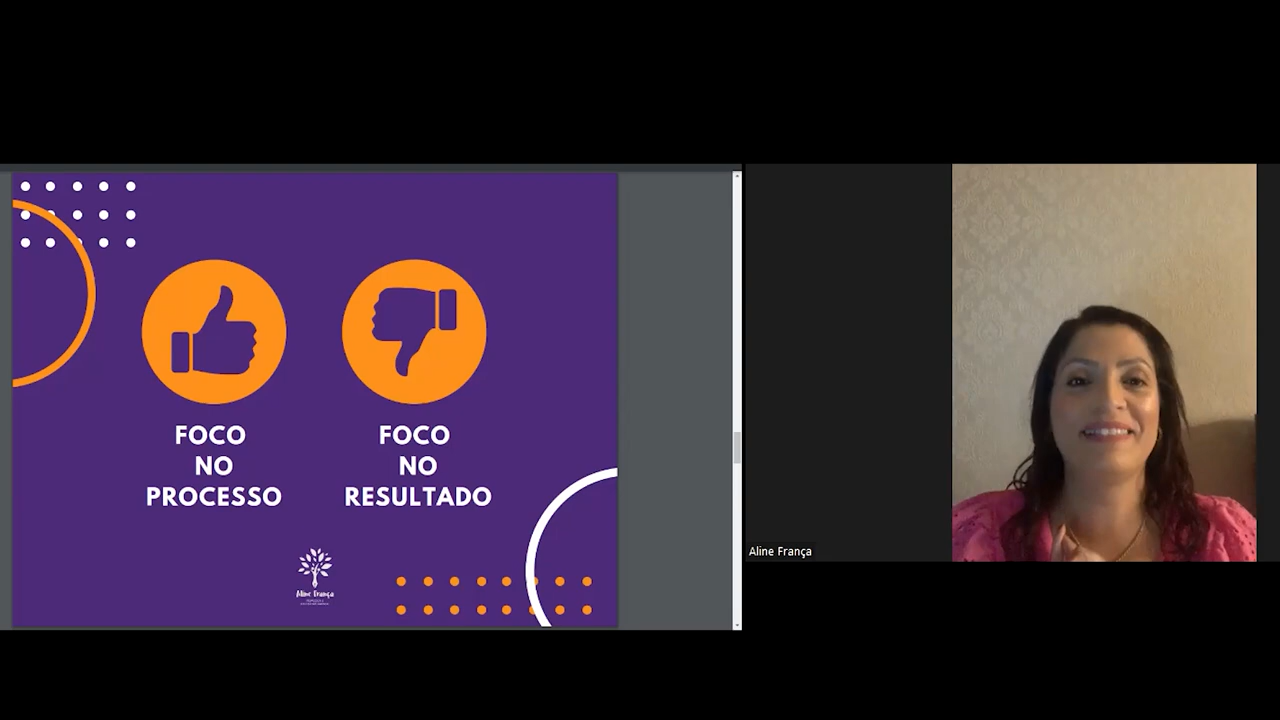 FOCO
NO
PROCESSO
FOCO
NO
RESULTADO
Aline França
Aline França